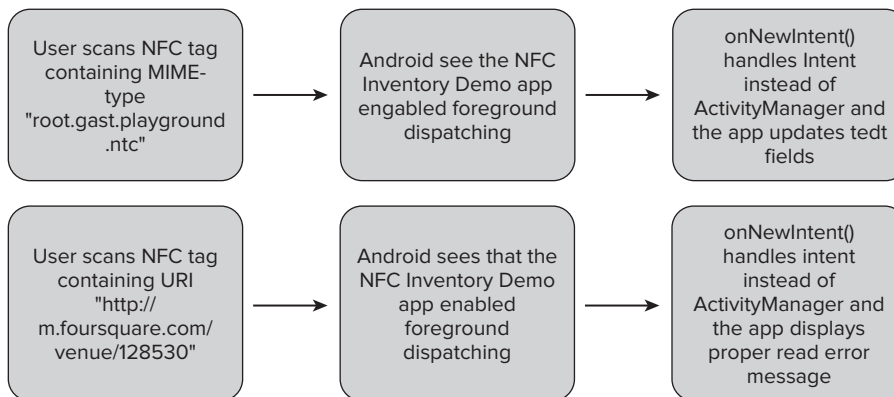 User scans NFC tag
containing MIME-
type
"root.gast.playground
.ntc"
Android see the NFC
Inventory Demo app
engabled foreground
dispatching
onNewIntent()
handles Intent
instead of
ActivityManager and
the app updates tedt
fields
User scans NFC tag
containing URI
"http://
m.foursquare.com/
venue/128530"
Android sees that the
NFC Inventory Demo
app enabled
foreground
dispatching
onNewIntent()
handles intent
instead of
ActivityManager and
the app displays
proper read error
message